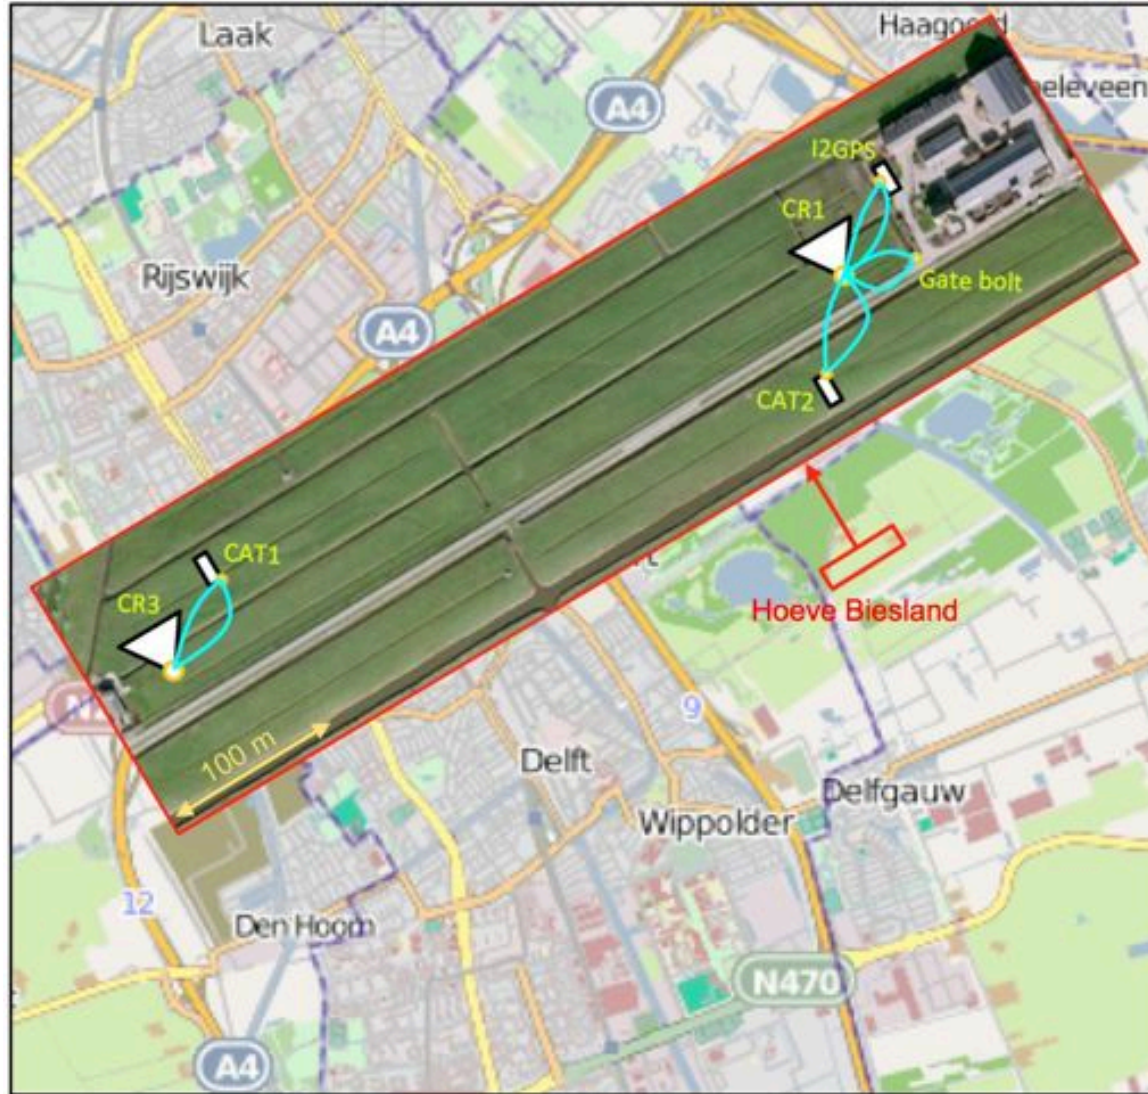 Laak
Haagoord
A4
I2GPS
CR1
Rijswijk
Gate bolt
A4
CAT2
CAT1
CR3
Hoeve Biesland
9
100 m
Delft
Delfgauw
Wippolder
12
Den Hoorn
N470
A4